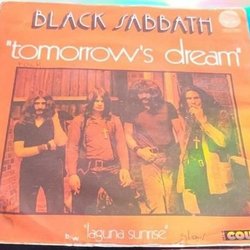 BLACK SABBATH
"tomorrow's dream"
b/w "laguna sunrise"